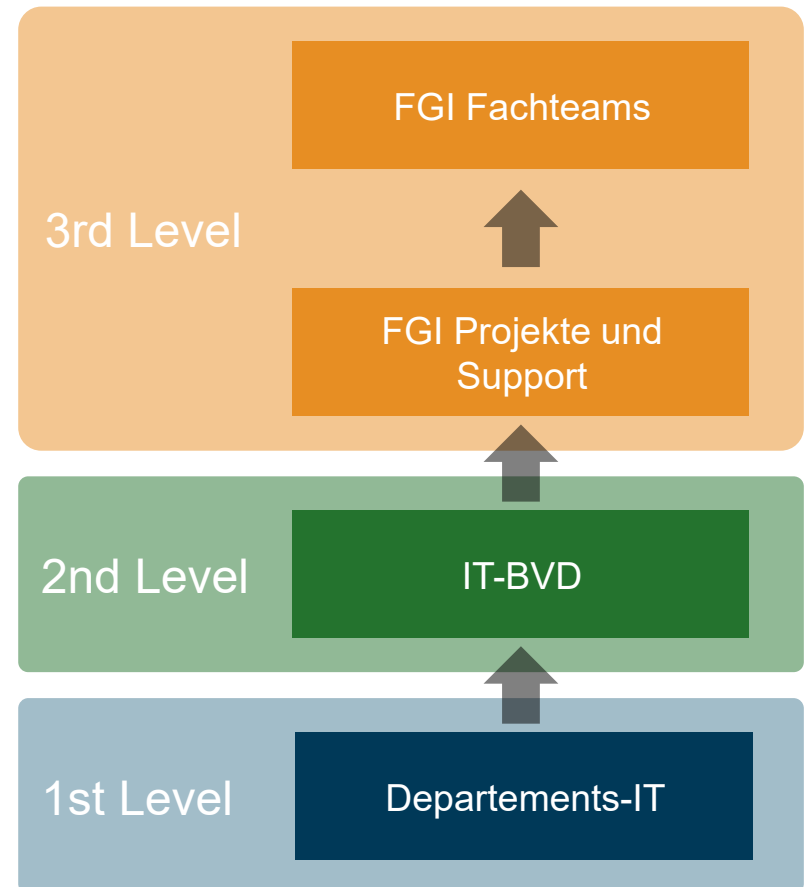 FGI Fachteams
3rd Level
FGI Projekte und
Support
2nd Level
IT-BVD
1st Level
Departements-IT